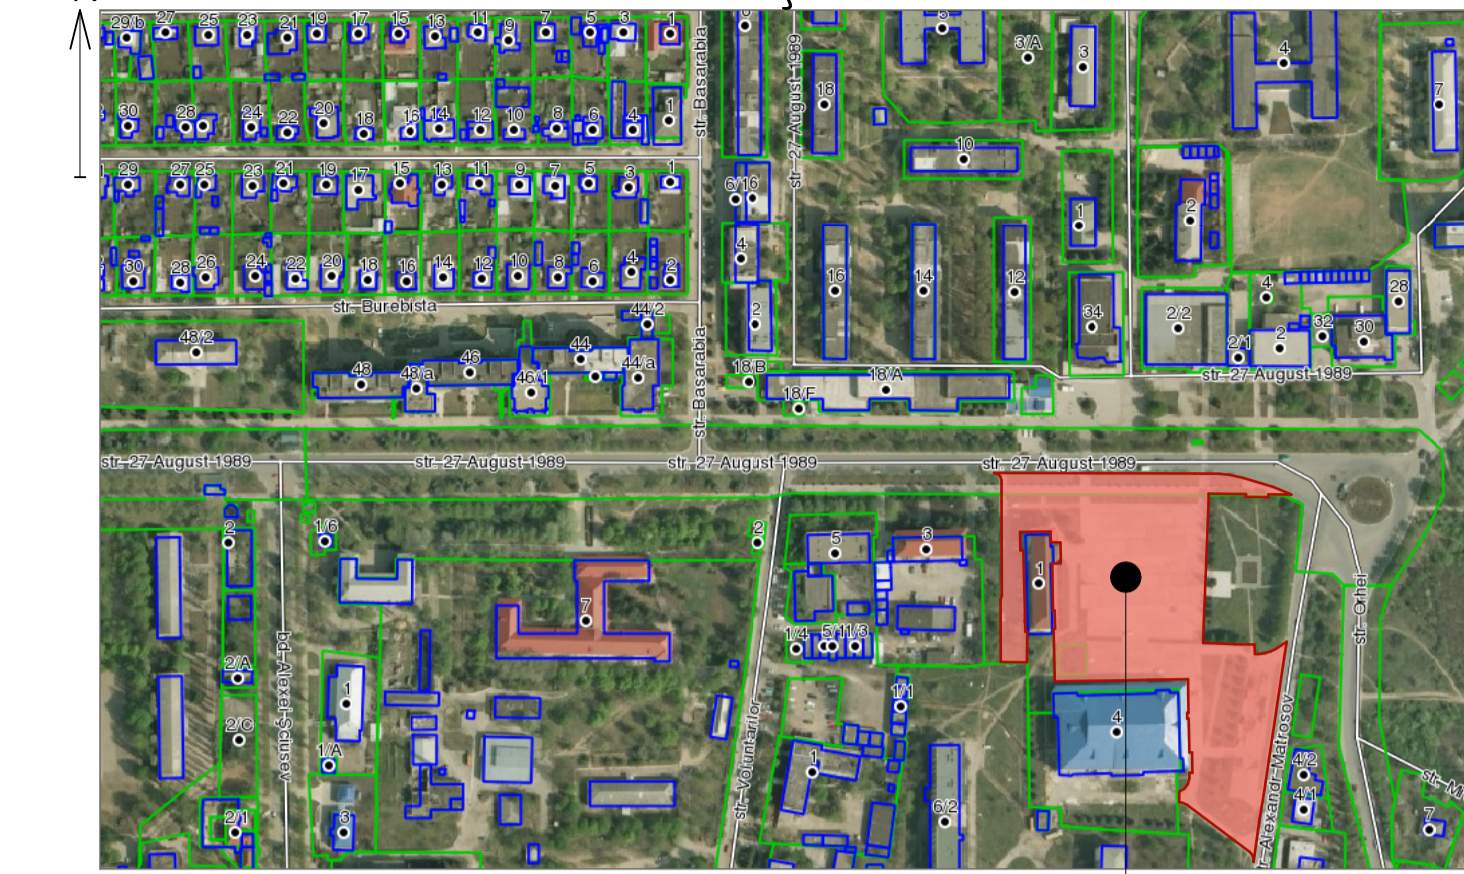 29/b 27 25 23 21 19 17 15 13 11 9 7 5 3 1
30 28 24 22 20 18 16 14 12 10 8 6 4 1
29 27 25 23 21 19 17 15 13 11 9 7 5 3 1
30 28 26 24 22 20 18 16 14 12 10 8 6 4 2
str. Basarabia
str. 27 August 1989
18
5
3/A
3
4
7
10
6/1 6
1
2
4
16
14
12
34
2/2
4
28
str. Burebista
44/2
2
32
30
2/1
2
48/2
44
46
48
48/a
46/1
44/a
str. Basarabia
18/B
18/A
18/F
str. 27 August 1989
str. 27 August 1989
str. 27 August 1989
str. 27 August 1989
str. 27 August 1989
2
1/6
2
5
3
1
7
1/4
5/1
1/3
str. Orhei
bd. Alexei Șciusev
2/A
1
2/C
1/A
1/1
4
str. Voluntarilor
1
str. Alexandr Matrosov
4/2
4/1
str. M
2/1
3
6/2
7